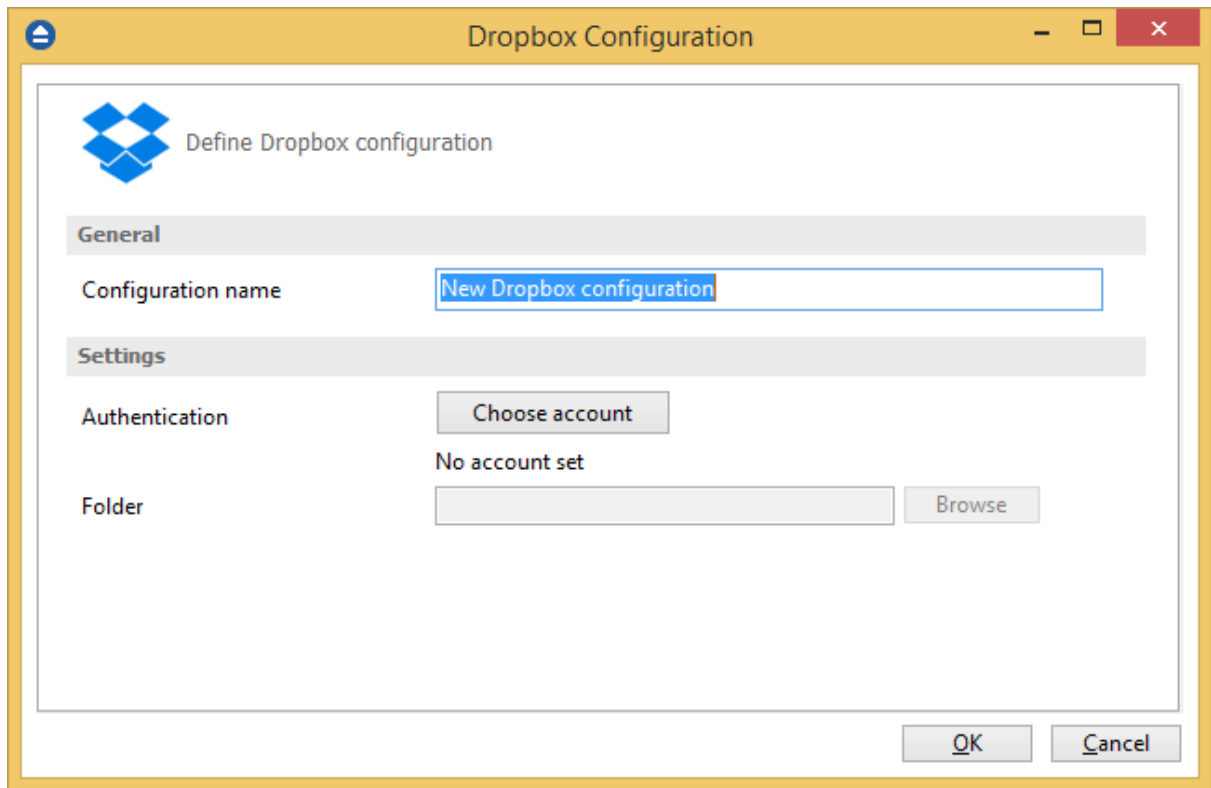 Dropbox Configuration
Define Dropbox configuration
General
Configuration name
New Dropbox configuration
Settings
Authentication
Choose account
No account set
Folder
Browse
OK
Cancel